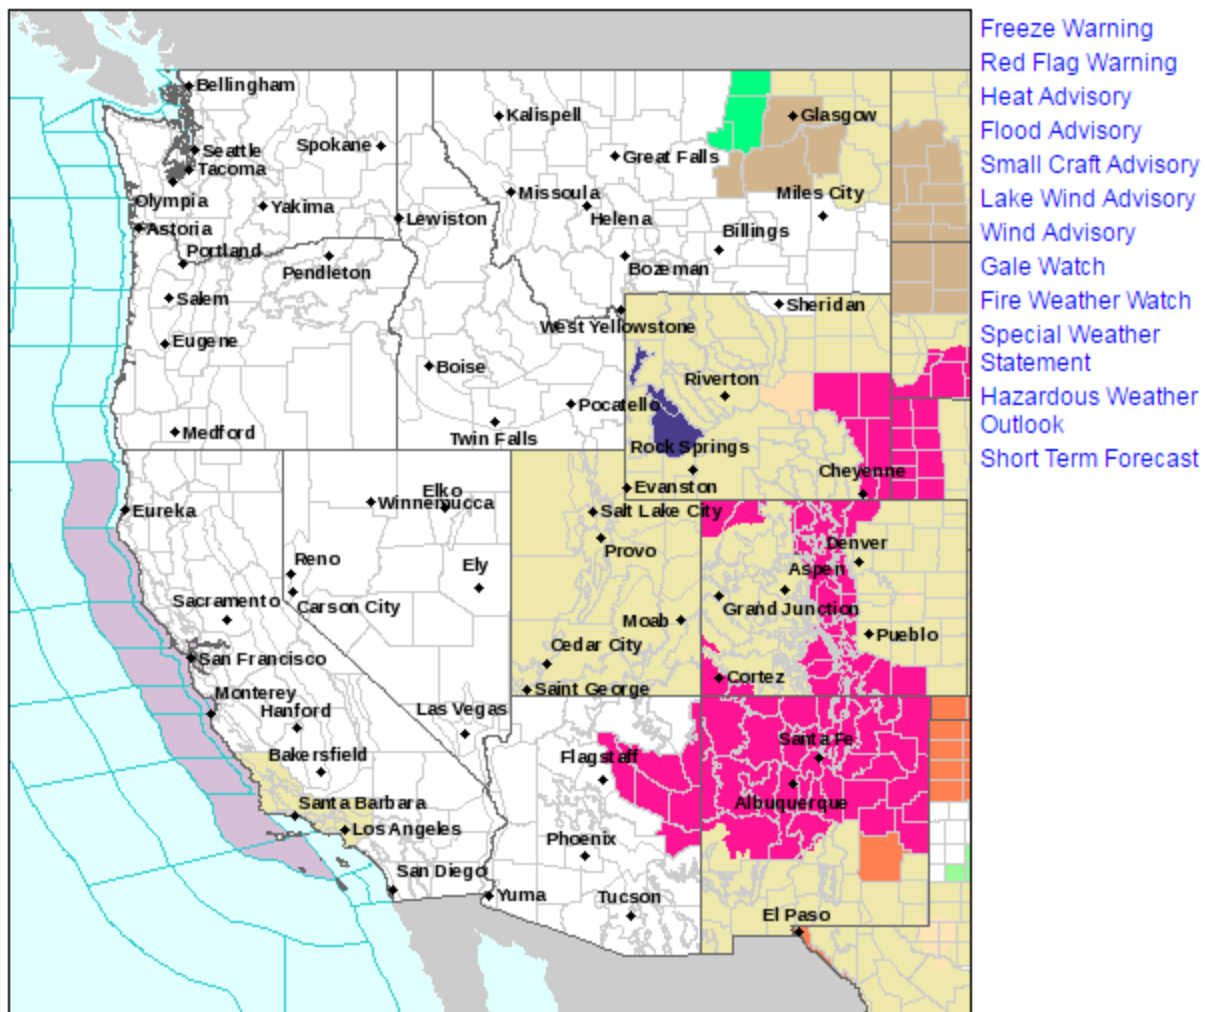 Freeze Warning
Red Flag Warning
Heat Advisory
Flood Advisory
Small Craft Advisory
Lake Wind Advisory
Wind Advisory
Gale Watch
Fire Weather Watch
Special Weather
Statement
Hazardous Weather
Outlook
Short Term Forecast
Bellingham
Kalispell
Glasgow
Seattle
Spokane
Great Falls
Tacoma
Olympia
Yakima
Missoula
Miles City
Lewiston
Helena
Astoria
Billings
Portland
Pendleton
Bozeman
Salem
Sheridan
West Yellowstone
Eugene
Boise
Riverton
Pocatello
Medford
Twin Falls
Rock Springs
Cheyenne
Evanston
Elko
Winnemucca
Eureka
Salt Lake City
Provo
Denver
Reno
Ely
Aspen
Sacramento
Carson City
Grand Junction
Moab
Pueblo
Cedar City
San Francisco
Cortez
Saint George
Monterey
Hanford
Las Vegas
Santa Fe
Bakersfield
Flagstaff
Santa Barbara
Albuquerque
Los Angeles
Phoenix
San Diego
Yuma
Tucson
El Paso